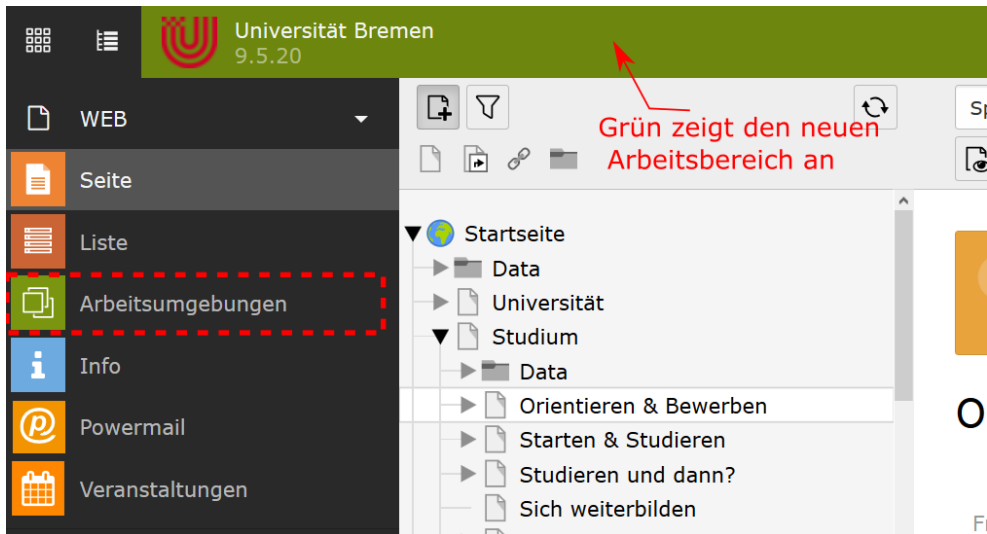 Universität Bremen
9.5.20
WEB
Seite
Liste
Arbeitsumgebungen
Info
Powermail
Veranstaltungen
Grün zeigt den neuen
Arbeitsbereich an
Startseite
Data
Universität
Studium
Data
Orientieren & Bewerben
Starten & Studieren
Studieren und dann?
Sich weiterbilden